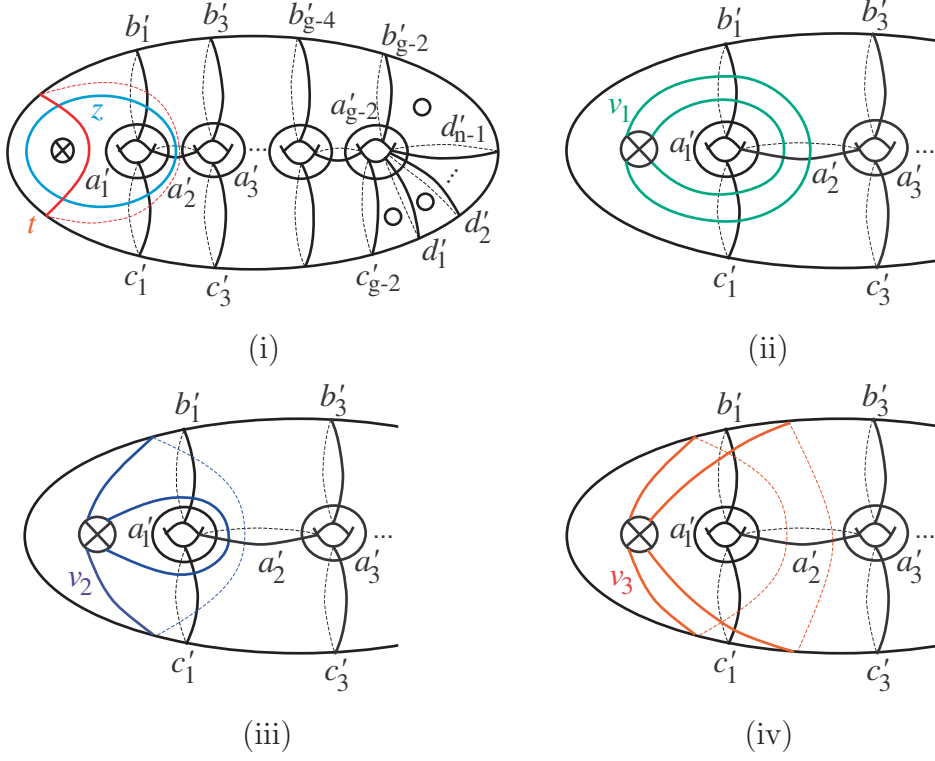 b′₁ b′₃ b′g-4 b′g-2
z a′g-2 d′n-1
a′₁ a′₂ a′₃ ... ...
t d′₂
c′₁ c′₃ c′g-2 d′₁
(i)
b′₁ b′₃
v₁
a′₁ a′₂ a′₃ ...
c′₁ c′₃
(ii)
b′₁ b′₃
a′₁ ...
v₂ a′₂ a′₃
c′₁ c′₃
(iii)
b′₁ b′₃
a′₁ ...
v₃ a′₂ a′₃
c′₁ c′₃
(iv)